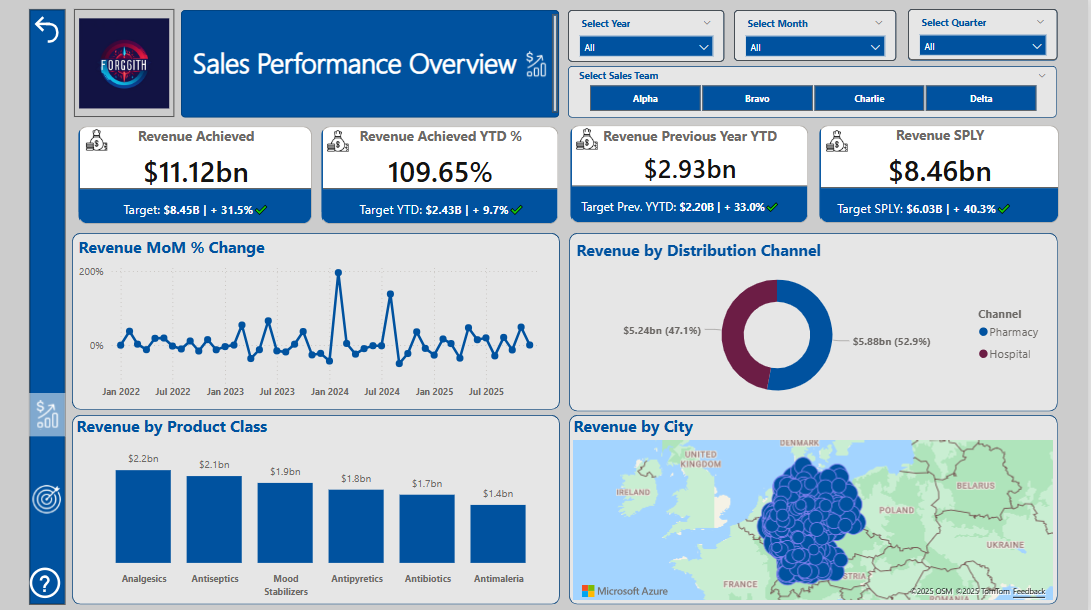 FORGGITH
Sales Performance Overview
Select Year
All
Select Month
All
Select Quarter
All
Select Sales Team
Alpha
Bravo
Charlie
Delta
Revenue Achieved
$11.12bn
Target: $8.45B | + 31.5%
Revenue Achieved YTD %
109.65%
Target YTD: $2.43B | + 9.7%
Revenue Previous Year YTD
$2.93bn
Target Prev. YYTD: $2.20B | + 33.0%
Revenue SPLY
$8.46bn
Target SPLY: $6.03B | + 40.3%
Revenue MoM % Change
200%
0%
Jan 2022
Jul 2022
Jan 2023
Jul 2023
Jan 2024
Jul 2024
Jan 2025
Jul 2025
Revenue by Distribution Channel
$5.24bn (47.1%)
$5.88bn (52.9%)
Channel
Pharmacy
Hospital
Revenue by Product Class
$2.2bn
$2.1bn
$1.9bn
$1.8bn
$1.7bn
$1.4bn
Analgesics
Antiseptics
Mood
Stabilizers
Antipyretics
Antibiotics
Antimaleria
Revenue by City
DENMARK
UNITED
KINGDOM
IRELAND
BELARUS
POLAND
UKRAINE
FRANCE
STRIA
ROMANIA
Microsoft Azure
©2025 OSM ©2025 TomTom Feedback
?